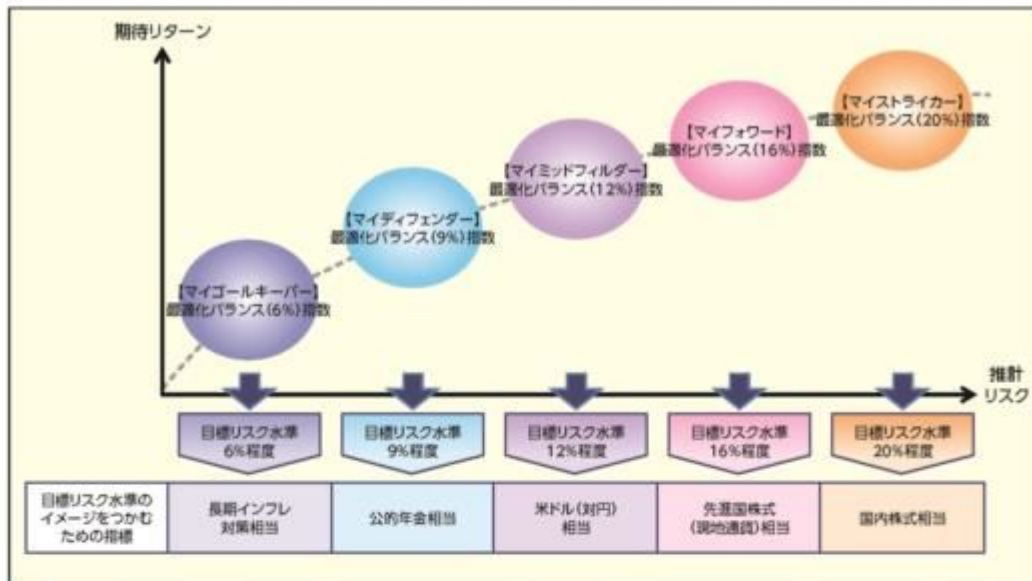 期待リターン
【マイストライカー】
最適化バランス(20%)指数
【マイフォワード】
最適化バランス(16%)指数
【マイミッドフィルダー】
最適化バランス(12%)指数
【マイディフェンダー】
最適化バランス(9%)指数
【マイゴールキーパー】
最適化バランス(6%)指数
推計
リスク
目標リスク水準
6%程度
目標リスク水準
9%程度
目標リスク水準
12%程度
目標リスク水準
16%程度
目標リスク水準
20%程度
目標リスク水準の
イメージをつかむ
ための指標
長期インフレ
対策相当
公的年金相当
米ドル(対円)
相当
先進国株式
(現地通貨)相当
国内株式相当